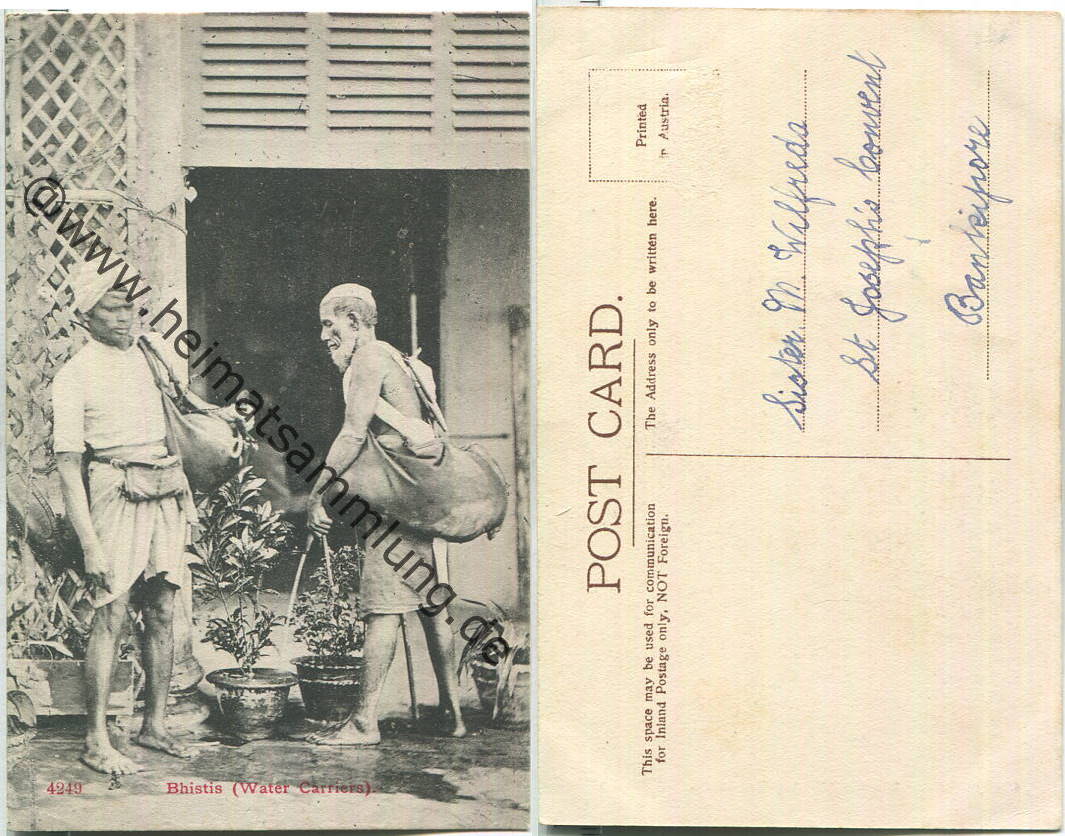 @www.heimatsammlung.de
4249 Bhistis (Water Carriers).
POST CARD.
Printed
in Austria.
This space may be used for communication
for Inland Postage only, NOT Foreign.
The Address only to be written here.
Sister M. Wilfreda
St Joseph's Convent
Bankipore